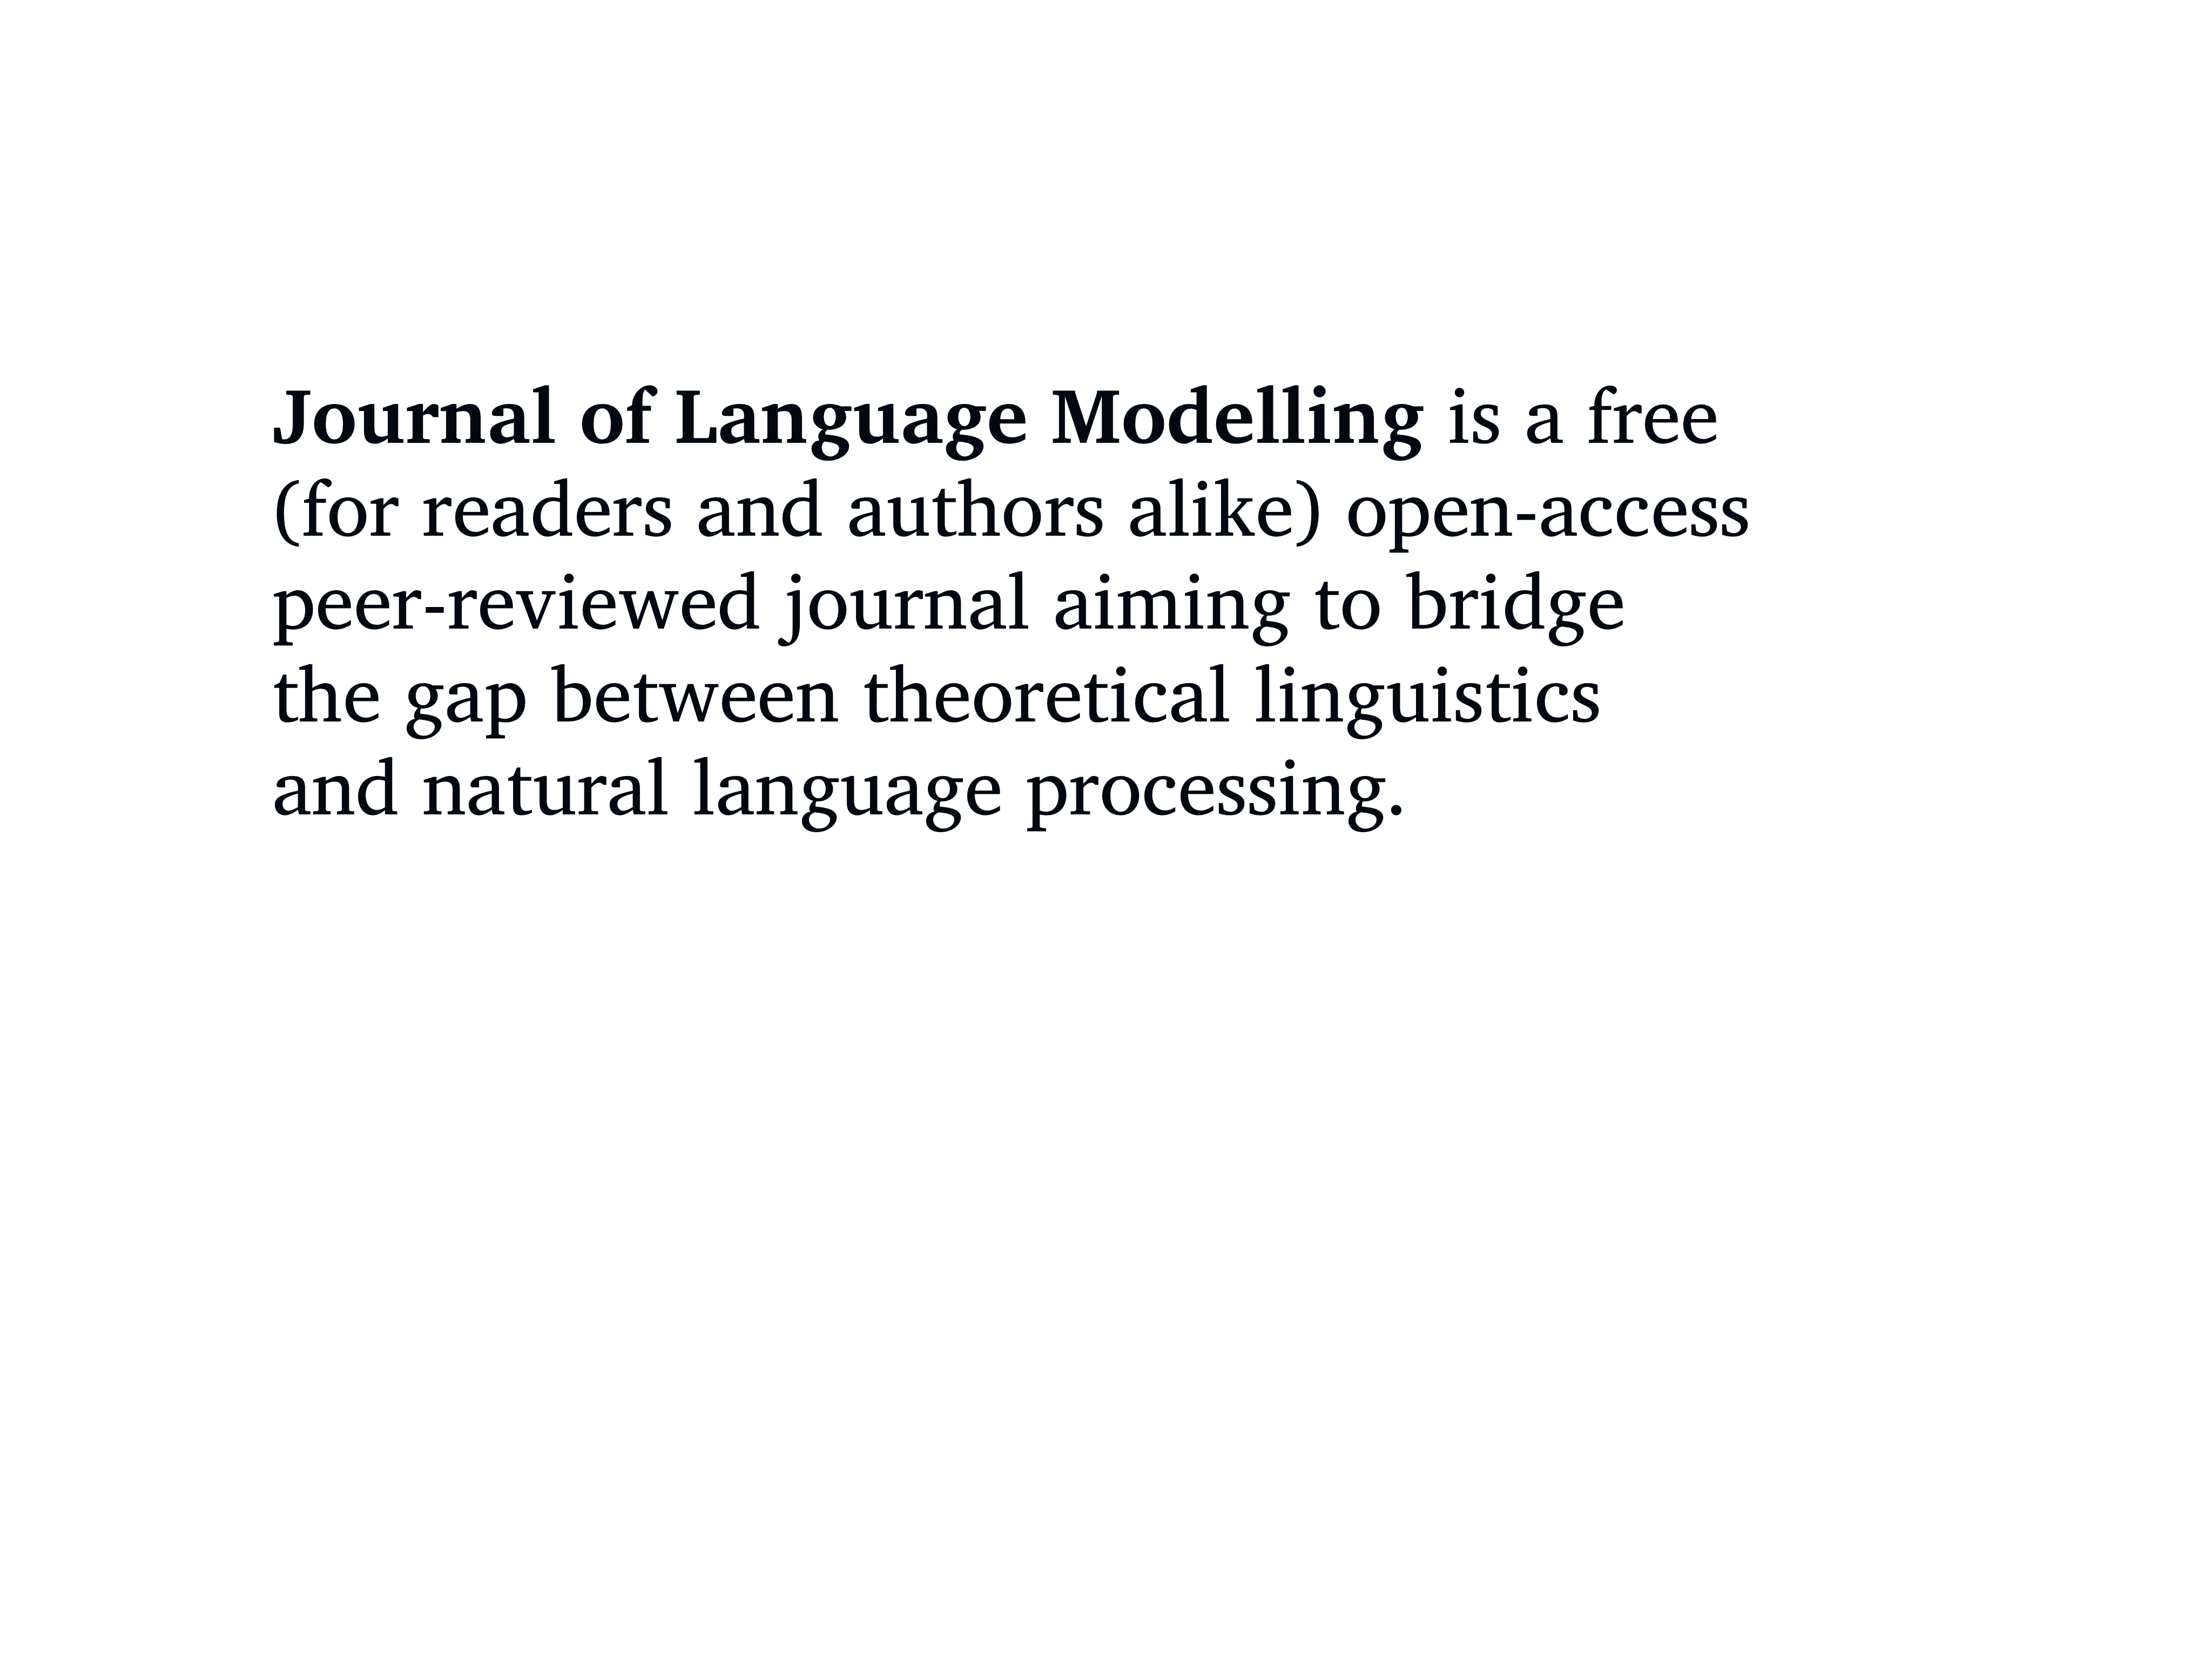 Journal of Language Modelling is a free
(for readers and authors alike) open-access
peer-reviewed journal aiming to bridge
the gap between theoretical linguistics
and natural language processing.